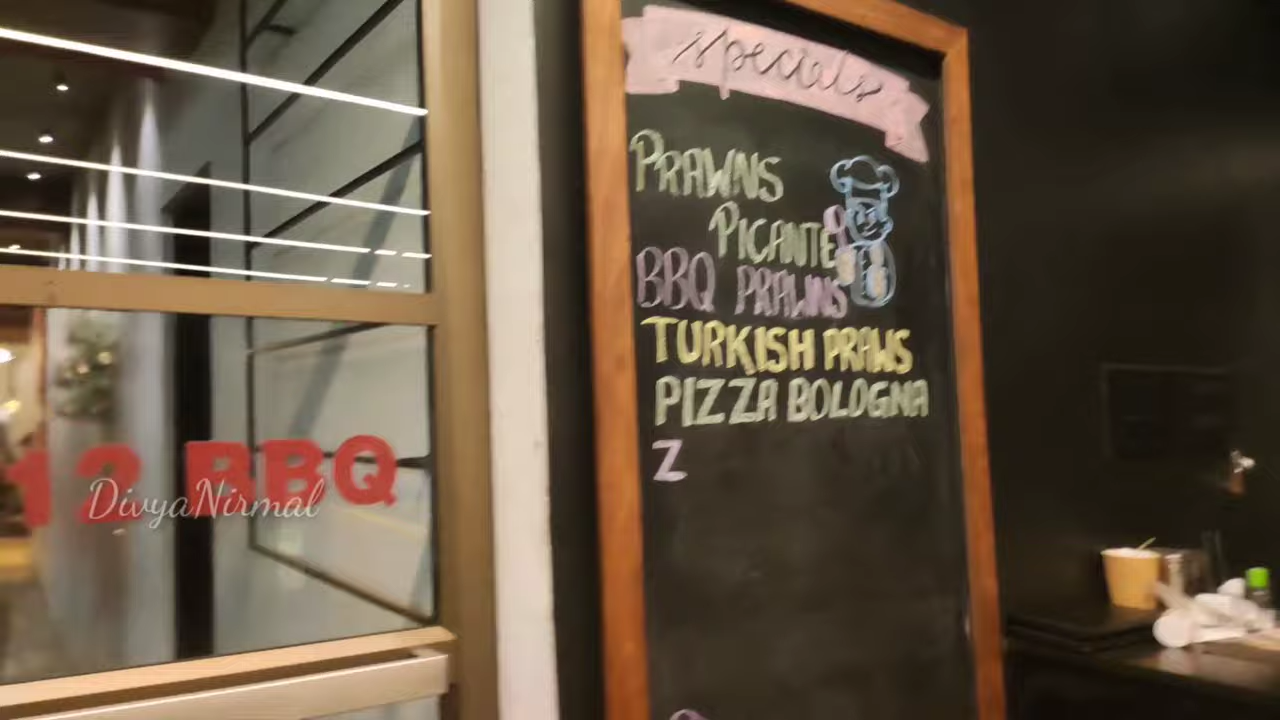 specials
PRAWNS
PICANTE
BBQ PRAWNS
TURKISH PRAWS
PIZZA BOLOGNA
Z
12 BBQ
DivyaNirmal